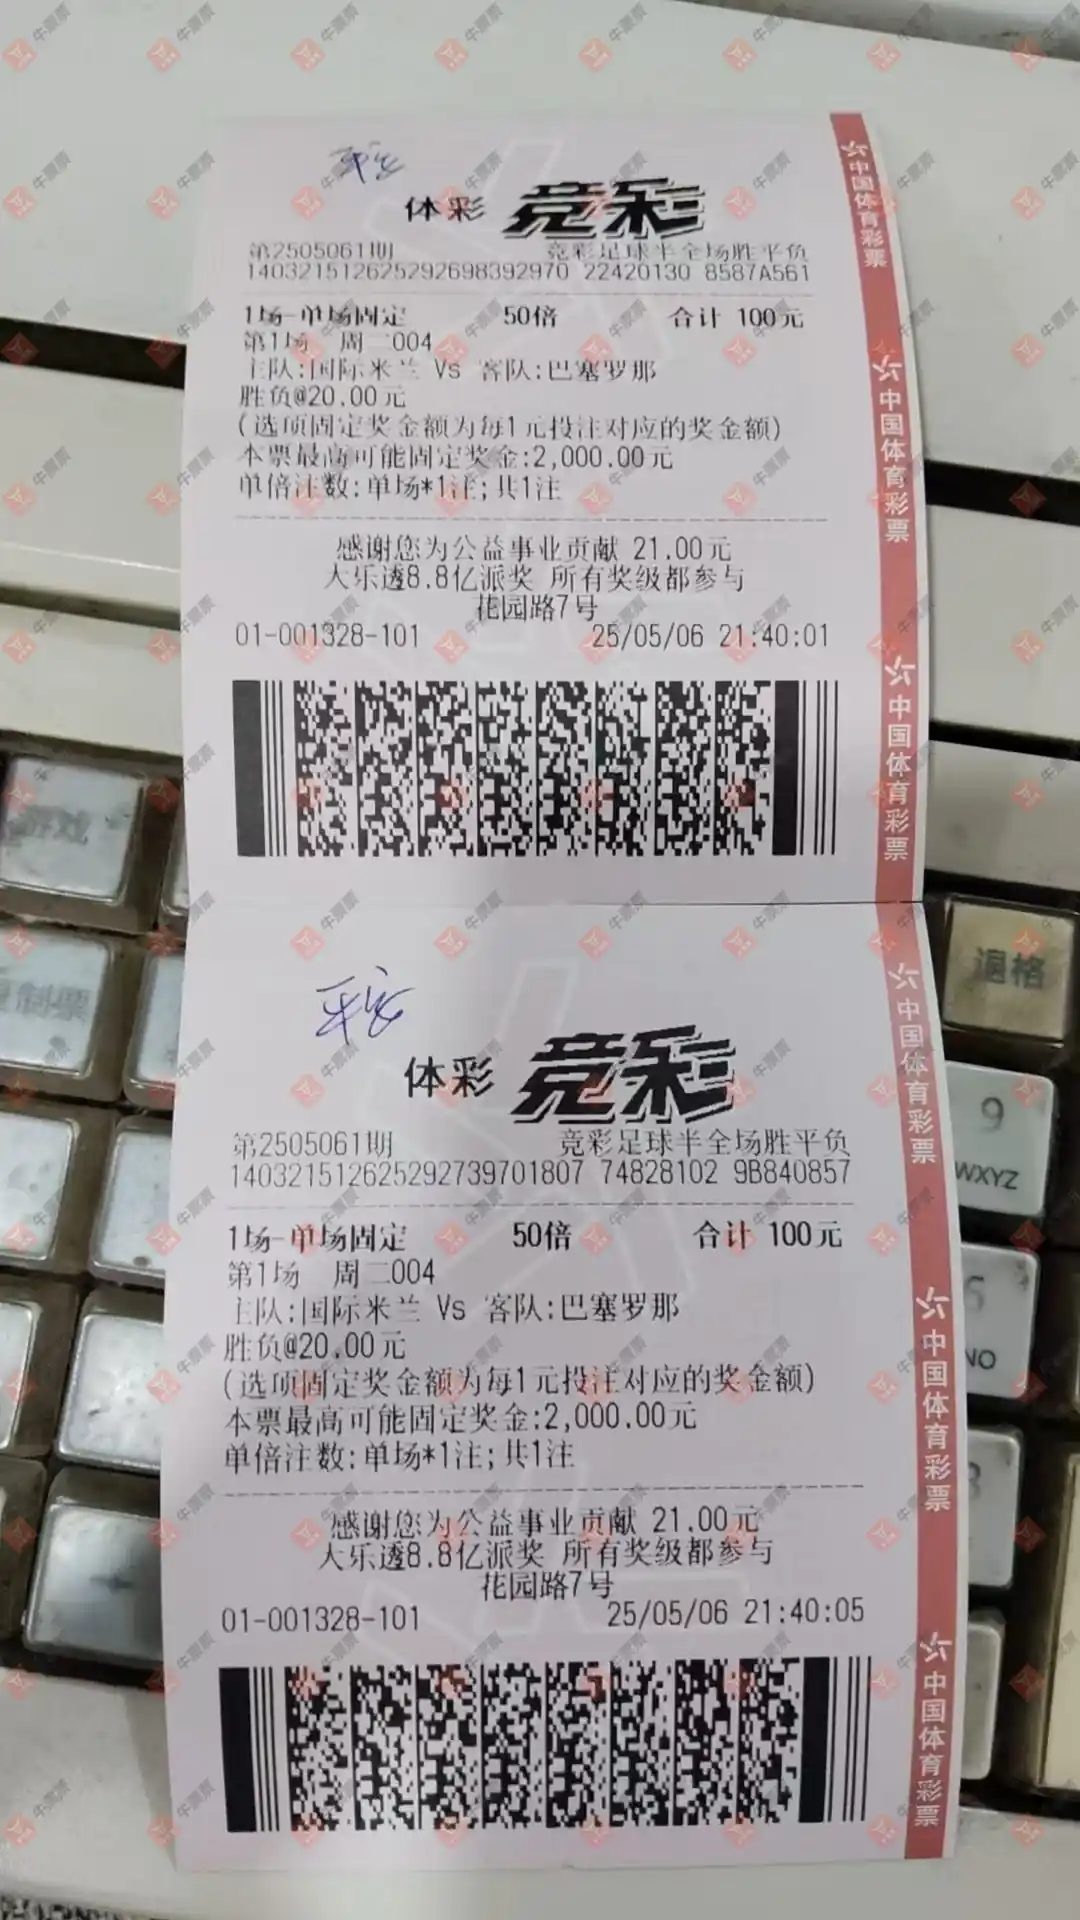 平安
体彩 竞彩
第2505061期 竞彩足球半全场胜平负
140321512625292698392970 22420130 8587A561
1场-单场固定 50倍 合计 100元
第1场 周二004
主队:国际米兰 Vs 客队:巴塞罗那
胜负@20.00元
(选项固定奖金额为每1元投注对应的奖金额)
本票最高可能固定奖金:2,000.00元
单倍注数:单场*1注;共1注
感谢您为公益事业贡献 21.00元
大乐透8.8亿派奖 所有奖级都参与
花园路7号
01-001328-101 25/05/06 21:40:01
中国体育彩票
中国体育彩票
中国体育彩票
平安
体彩 竞彩
第2505061期 竞彩足球半全场胜平负
140321512625292739701807 74828102 9B840857
1场-单场固定 50倍 合计 100元
第1场 周二004
主队:国际米兰 Vs 客队:巴塞罗那
胜负@20.00元
(选项固定奖金额为每1元投注对应的奖金额)
本票最高可能固定奖金:2,000.00元
单倍注数:单场*1注;共1注
感谢您为公益事业贡献 21.00元
大乐透8.8亿派奖 所有奖级都参与
花园路7号
01-001328-101 25/05/06 21:40:05
中国体育彩票
中国体育彩票
中国体育彩票
退格
9
WXYZ
NO
牛票票